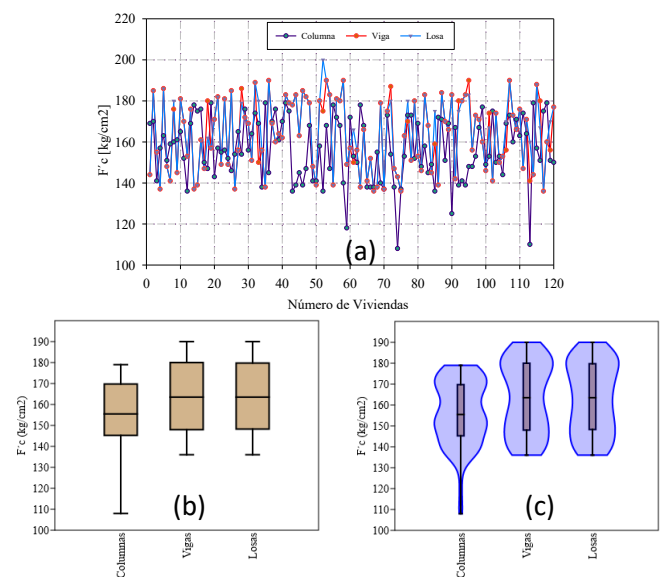 Columna Viga Losa
F´c [kg/cm2]
220
200
180
160
140
120
100
0 10 20 30 40 50 60 70 80 90 100 110 120
Número de Viviendas
(a)
F´c (kg/cm2)
190
180
170
160
150
140
130
120
110
100
Columnas Vigas Losas
(b)
F´c (kg/cm2)
190
180
170
160
150
140
130
120
110
100
Columnas Vigas Losas
(c)